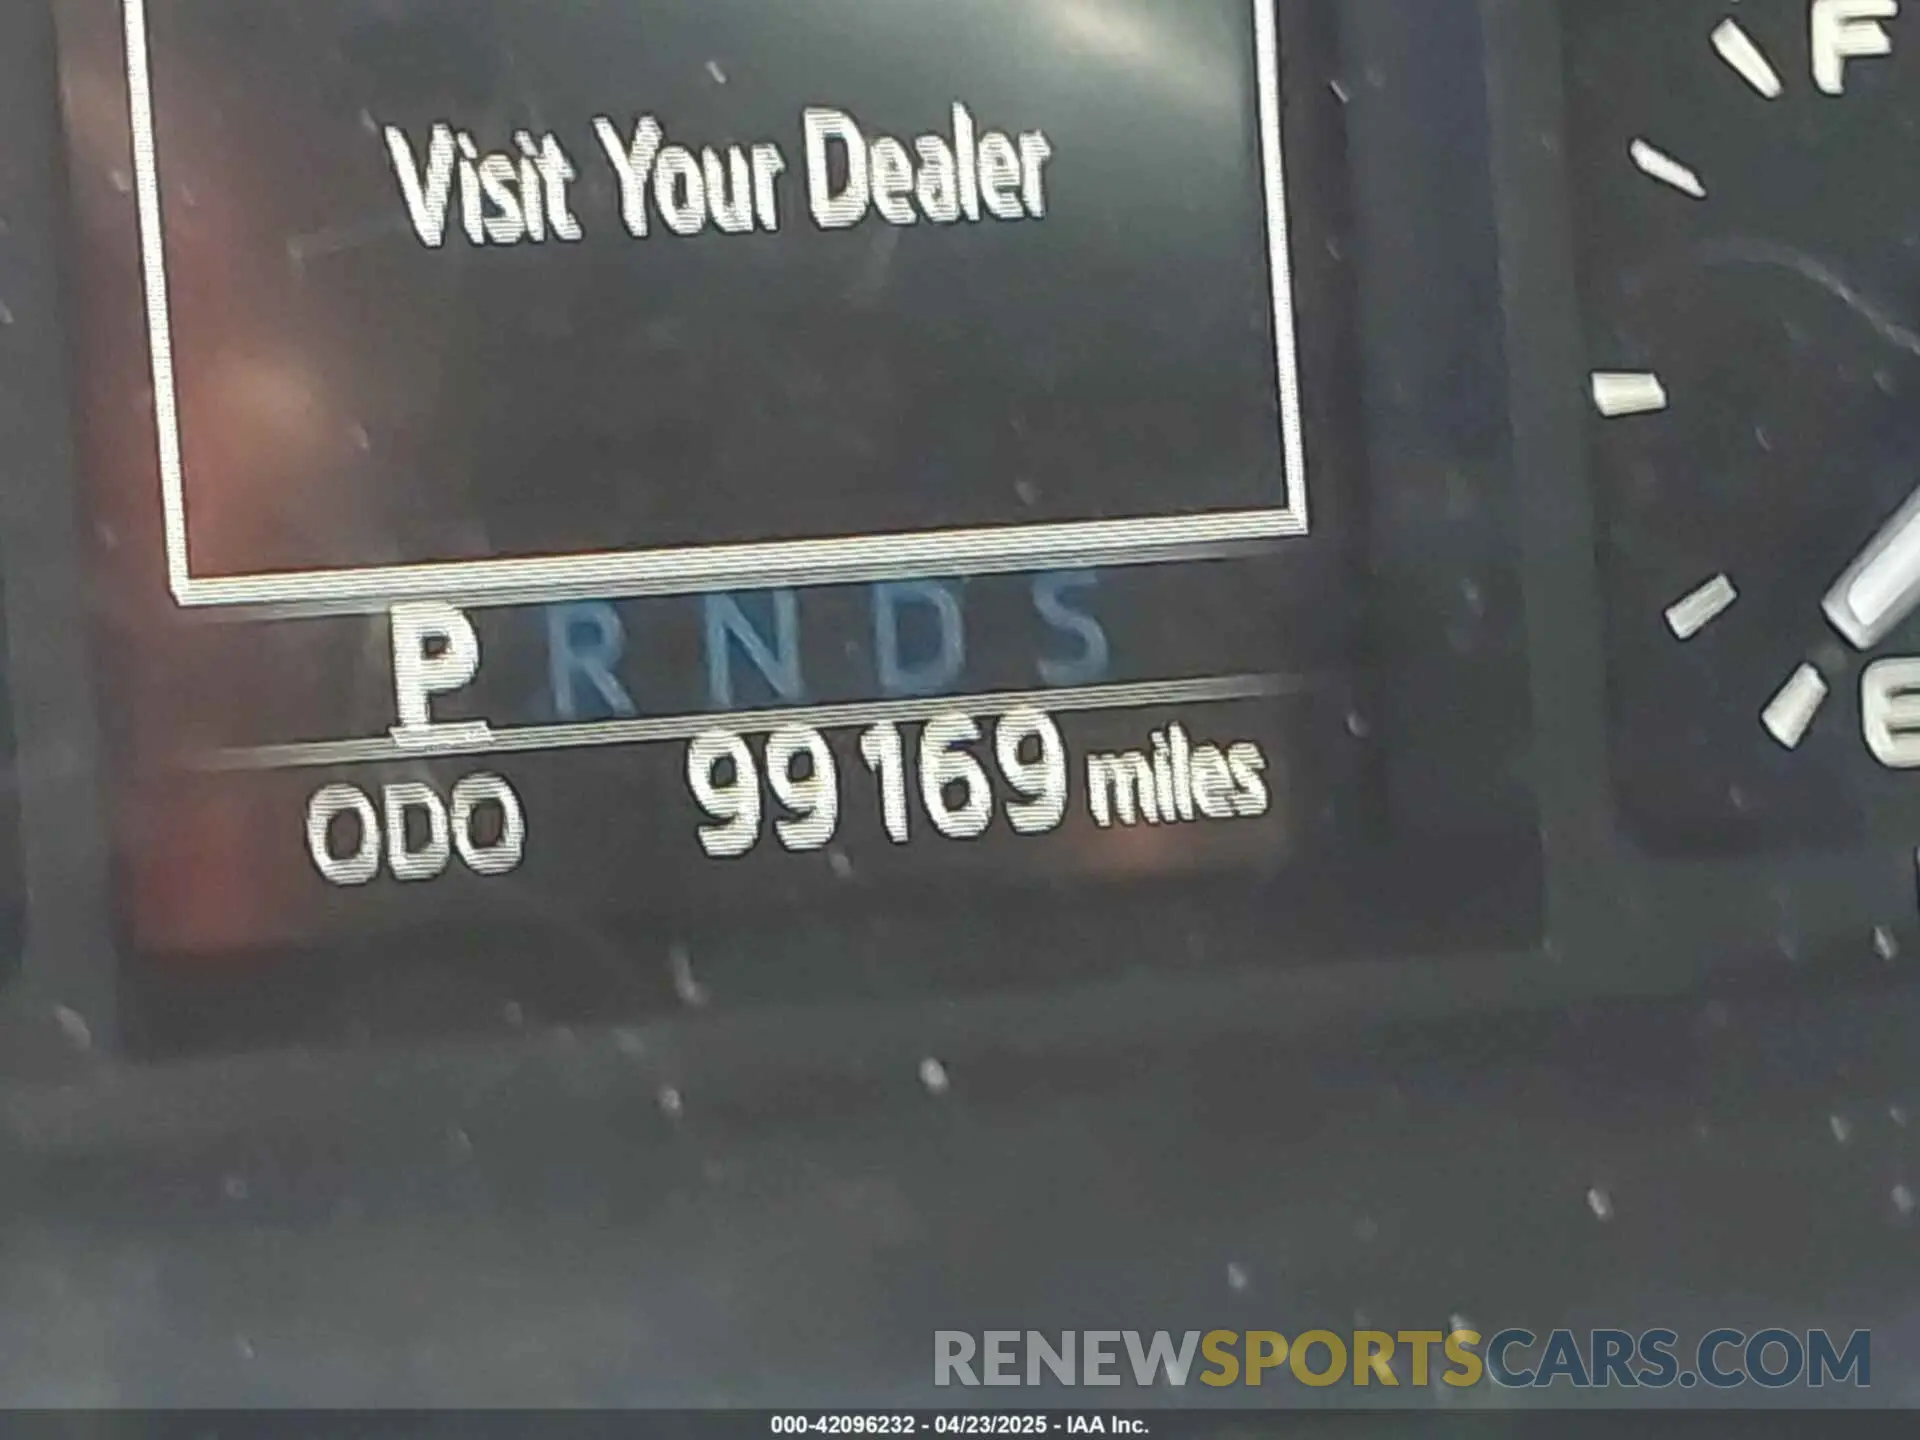 F
Visit Your Dealer
P R N D S
E
ODO 99169 miles
RENEWSPORTSCARS.COM
000-42096232 - 04/23/2025 - IAA Inc.